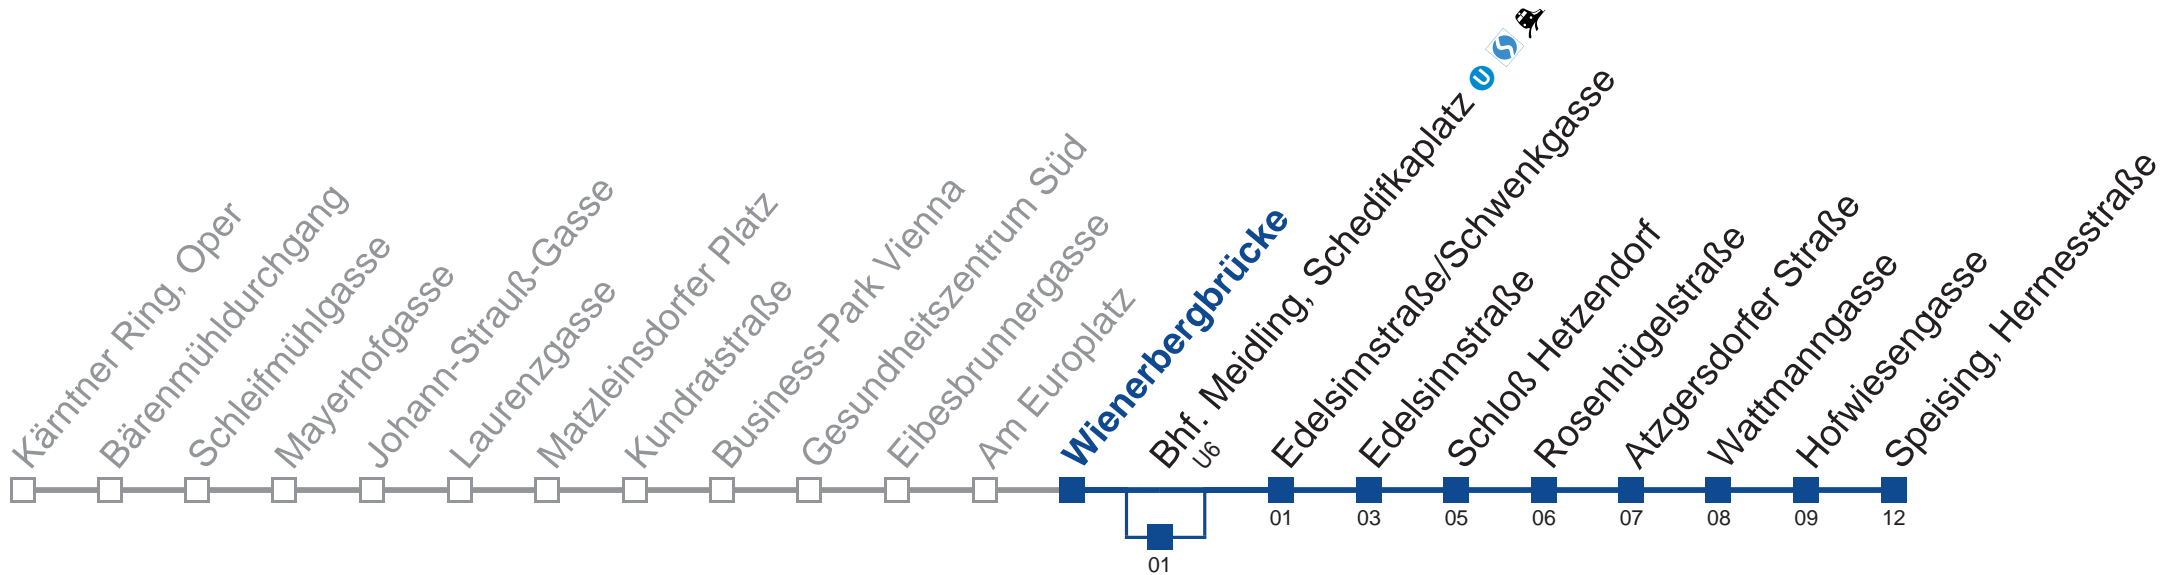 Kärntner Ring, Oper
Bärenmühldurchgang
Schleifmühlgasse
Mayerhofgasse
Johann-Strauß-Gasse
Laurenzgasse
Matzleinsdorfer Platz
Kundratstraße
Business-Park Vienna
Gesundheitszentrum Süd
Eibesbrunnergasse
Am Europlatz
Wienerbergbrücke
Bhf. Meidling, Schedifkaplatz U
U6
Edelsinnstraße/Schwenkgasse
Edelsinnstraße
Schloß Hetzendorf
Rosenhügelstraße
Atzgersdorfer Straße
Wattmanngasse
Hofwiesengasse
Speising, Hermesstraße
01 03 05 06 07 08 09 12
01